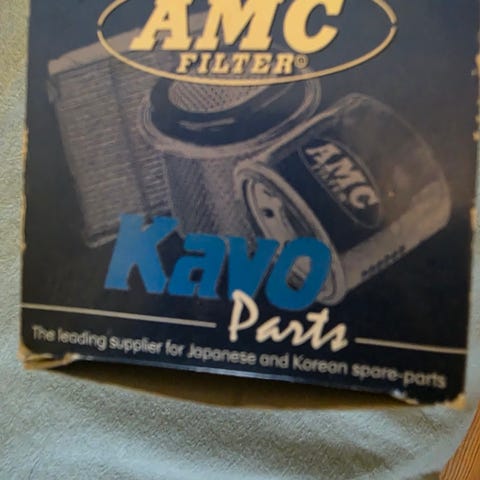 AMC
FILTER®
AMC
Kavo
Parts
The leading supplier for Japanese and Korean spare-parts